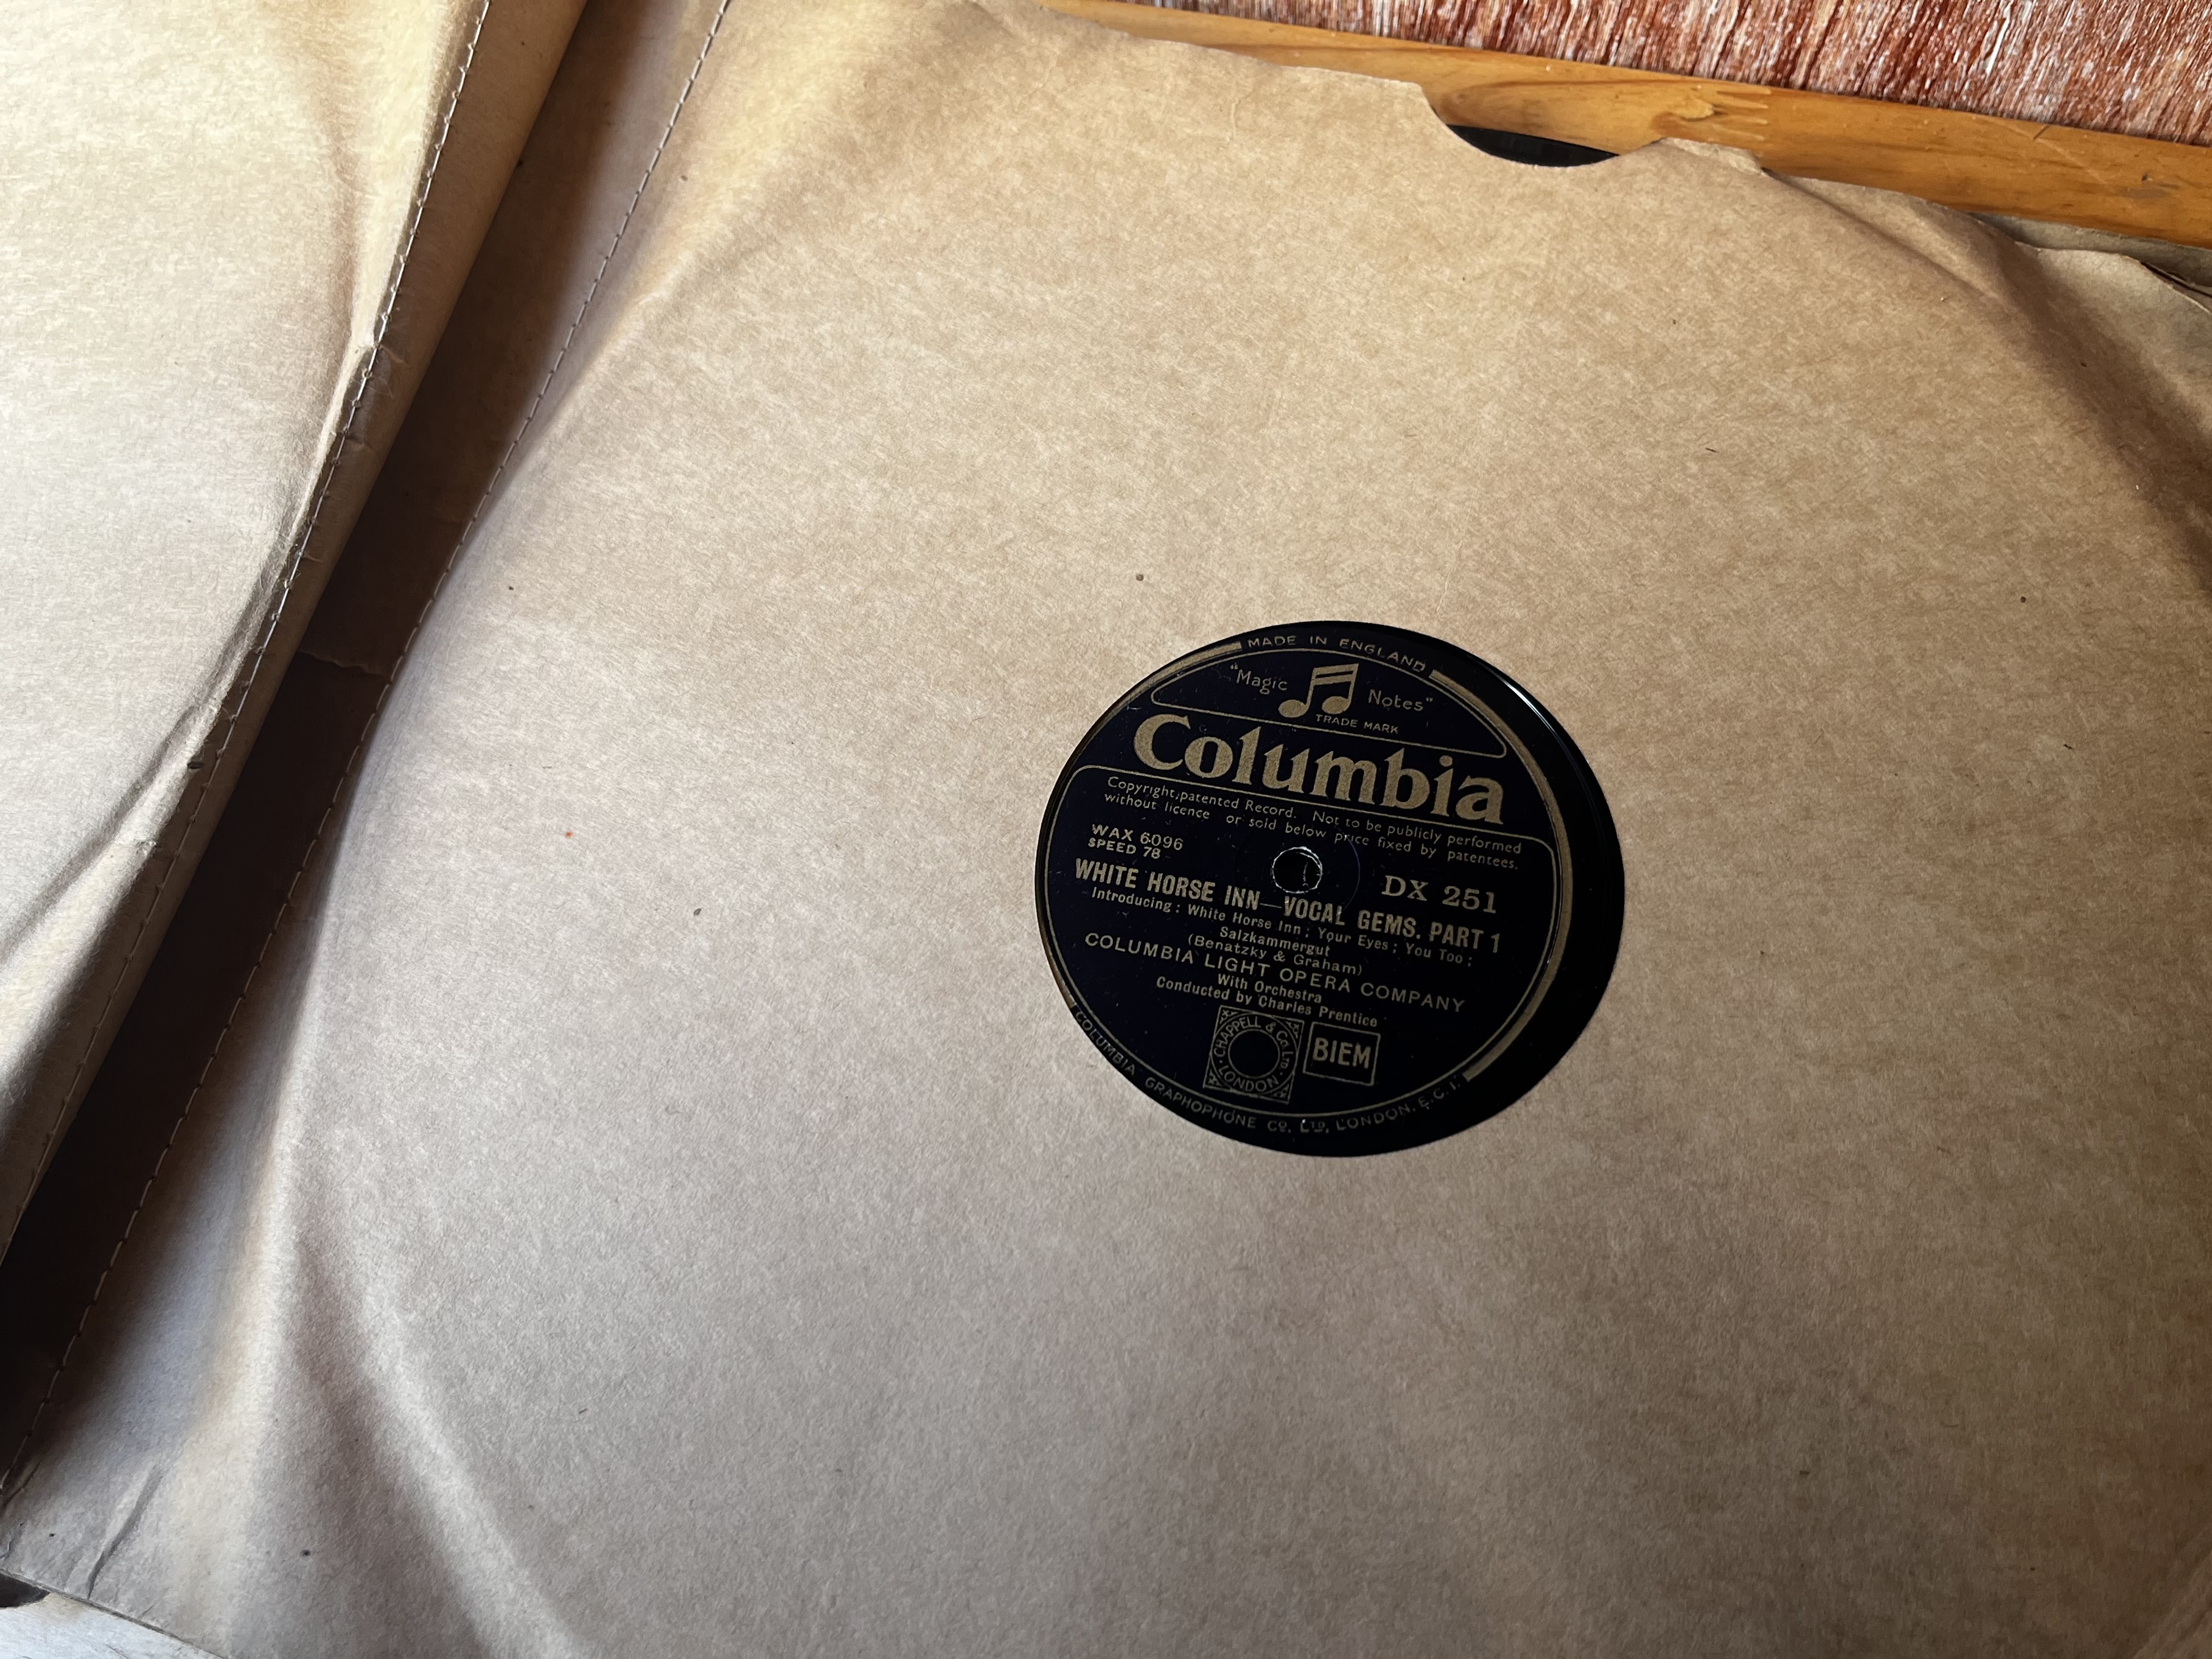 MADE IN ENGLAND
"Magic Notes"
TRADE MARK
Columbia
Copyright, patented Record. Not to be publicly performed
without licence or sold below price fixed by patentees.
WAX 6096
SPEED 78
DX 251
WHITE HORSE INN—VOCAL GEMS. PART 1
Introducing: White Horse Inn; Your Eyes; You Too;
Salzkammergut
(Benatzky & Graham)
COLUMBIA LIGHT OPERA COMPANY
With Orchestra
Conducted by Charles Prentice
CHAPPELL & Co LTD
LONDON
BIEM
COLUMBIA GRAPHOPHONE Co. LTD. LONDON. E.C.1.